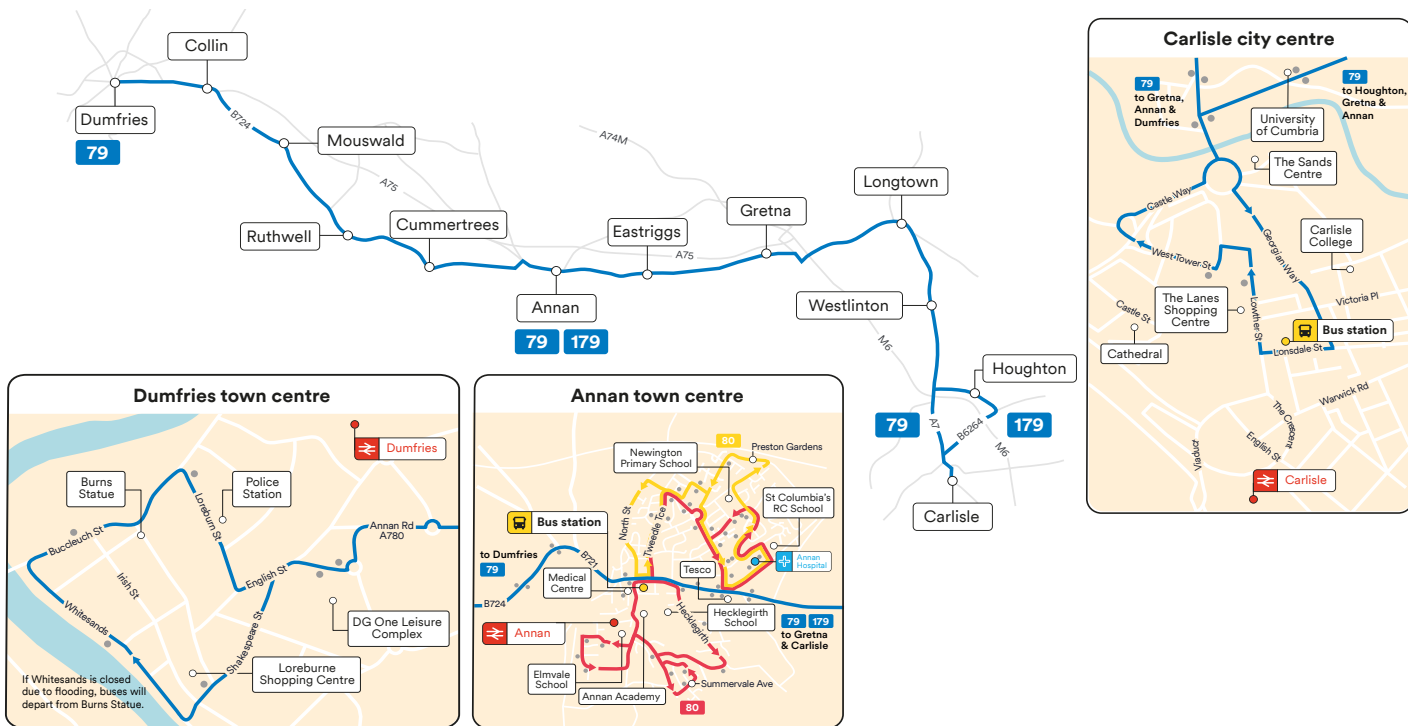 Collin
Dumfries
79
B724
Mouswald
A75
A74M
Ruthwell
Cummertrees
Annan
79 179
Eastriggs
A75
Gretna
Longtown
Westlinton
M6
Houghton
79
A7
B6264
179
M6
Carlisle
Carlisle city centre
79
to Gretna,
Annan &
Dumfries
79
to Houghton,
Gretna &
Annan
University
of Cumbria
The Sands
Centre
Castle Way
Georgian Way
Carlisle
College
West Tower St
The Lanes
Shopping
Centre
Lowther St
Victoria Pl
Castle St
Bus station
Lonsdale St
Cathedral
Warwick Rd
The Crescent
English St
Viaduct
Carlisle
Dumfries town centre
Dumfries
Burns
Statue
Police
Station
Loreburn St
Buccleuch St
Annan Rd
A780
English St
Irish St
Whitesands
Shakespeare St
DG One Leisure
Complex
Loreburne
Shopping Centre
If Whitesands is closed
due to flooding, buses will
depart from Burns Statue.
Annan town centre
80
Preston Gardens
Newington
Primary School
St Columbia's
RC School
North St
Tweedie Tce
Bus station
Annan
Hospital
to Dumfries
79
B721
Tesco
Medical
Centre
B724
Hecklegirth
Hecklegirth
School
79 179
to Gretna
& Carlisle
Annan
Elmvale
School
Annan Academy
Summervale Ave
80